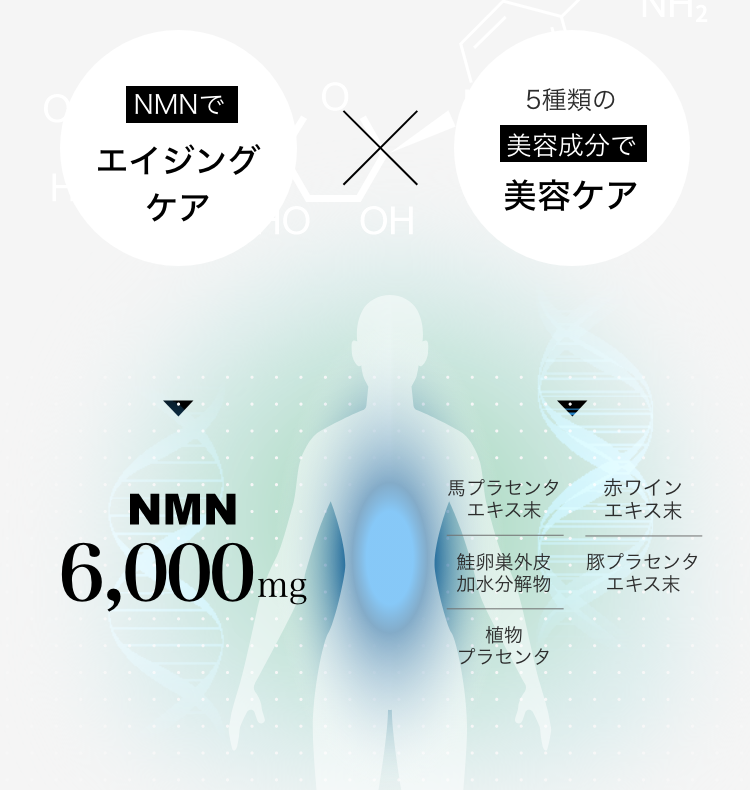 NMNで
エイジング
ケア
5種類の
美容成分で
美容ケア
NH₂
O
O
H
HO
OH
NMN
6,000mg
馬プラセンタ
エキス末
赤ワイン
エキス末
鮭卵巣外皮
加水分解物
豚プラセンタ
エキス末
植物
プラセンタ